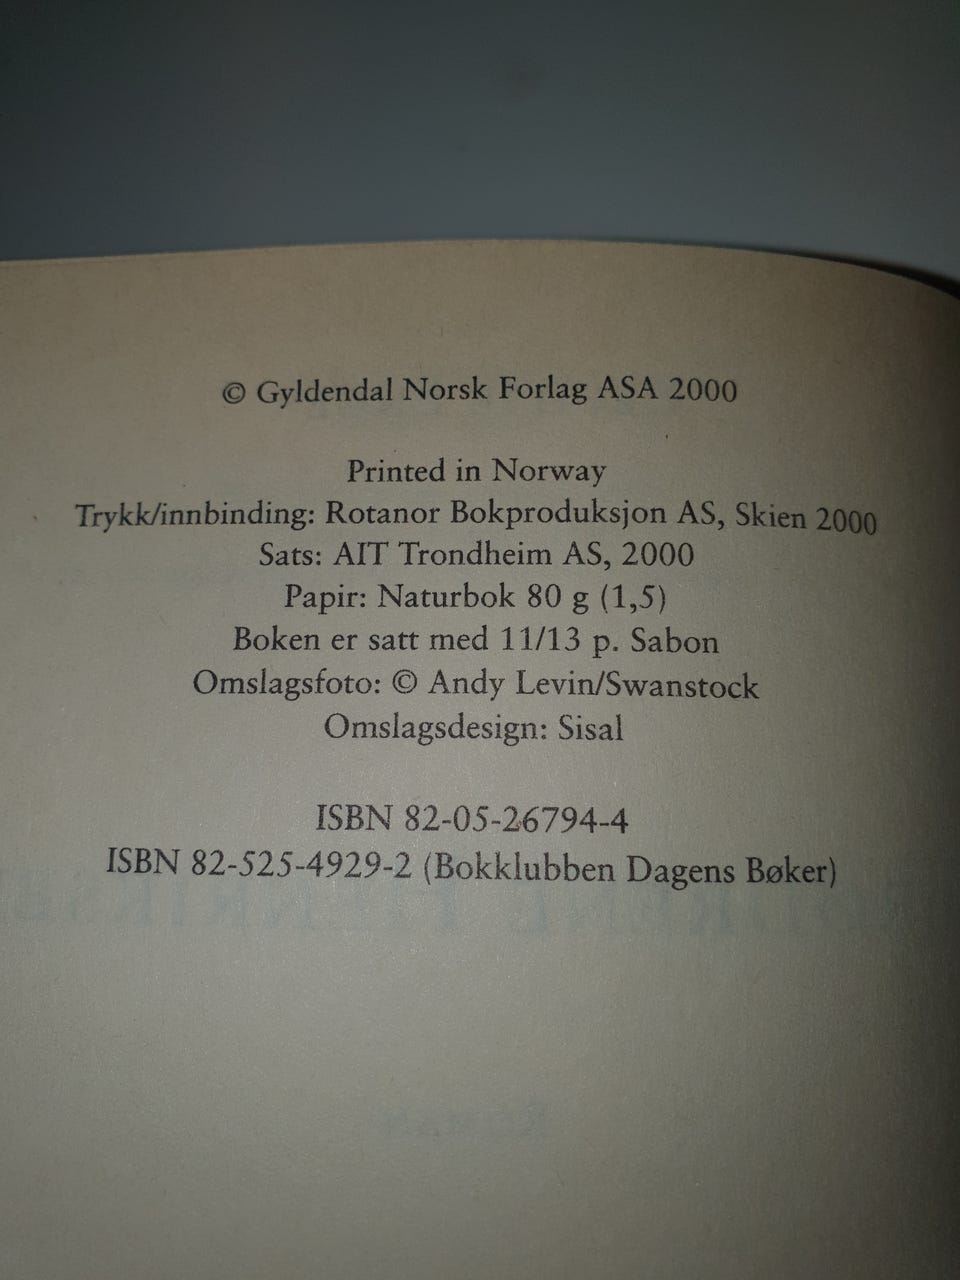 © Gyldendal Norsk Forlag ASA 2000
Printed in Norway
Trykk/innbinding: Rotanor Bokproduksjon AS, Skien 2000
Sats: AIT Trondheim AS, 2000
Papir: Naturbok 80 g (1,5)
Boken er satt med 11/13 p. Sabon
Omslagsfoto: © Andy Levin/Swanstock
Omslagsdesign: Sisal
ISBN 82-05-26794-4
ISBN 82-525-4929-2 (Bokklubben Dagens Bøker)